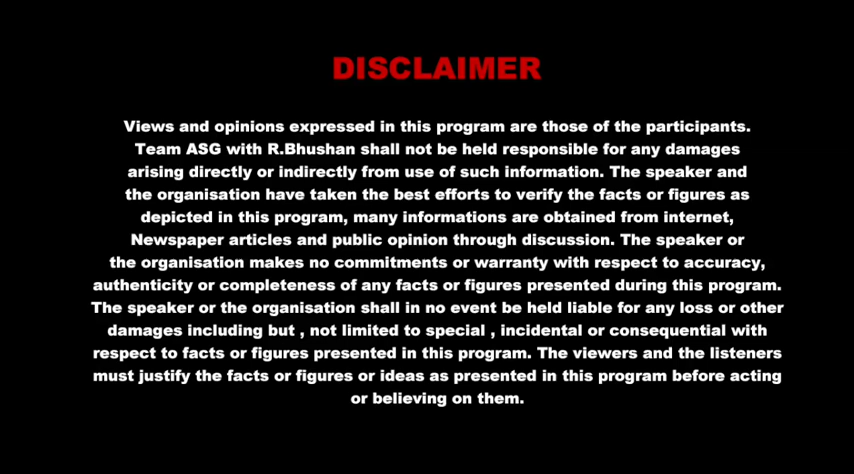 DISCLAIMER
Views and opinions expressed in this program are those of the participants.
Team ASG with R.Bhushan shall not be held responsible for any damages
arising directly or indirectly from use of such information. The speaker and
the organisation have taken the best efforts to verify the facts or figures as
depicted in this program, many informations are obtained from internet,
Newspaper articles and public opinion through discussion. The speaker or
the organisation makes no commitments or warranty with respect to accuracy,
authenticity or completeness of any facts or figures presented during this program.
The speaker or the organisation shall in no event be held liable for any loss or other
damages including but , not limited to special , incidental or consequential with
respect to facts or figures presented in this program. The viewers and the listeners
must justify the facts or figures or ideas as presented in this program before acting
or believing on them.